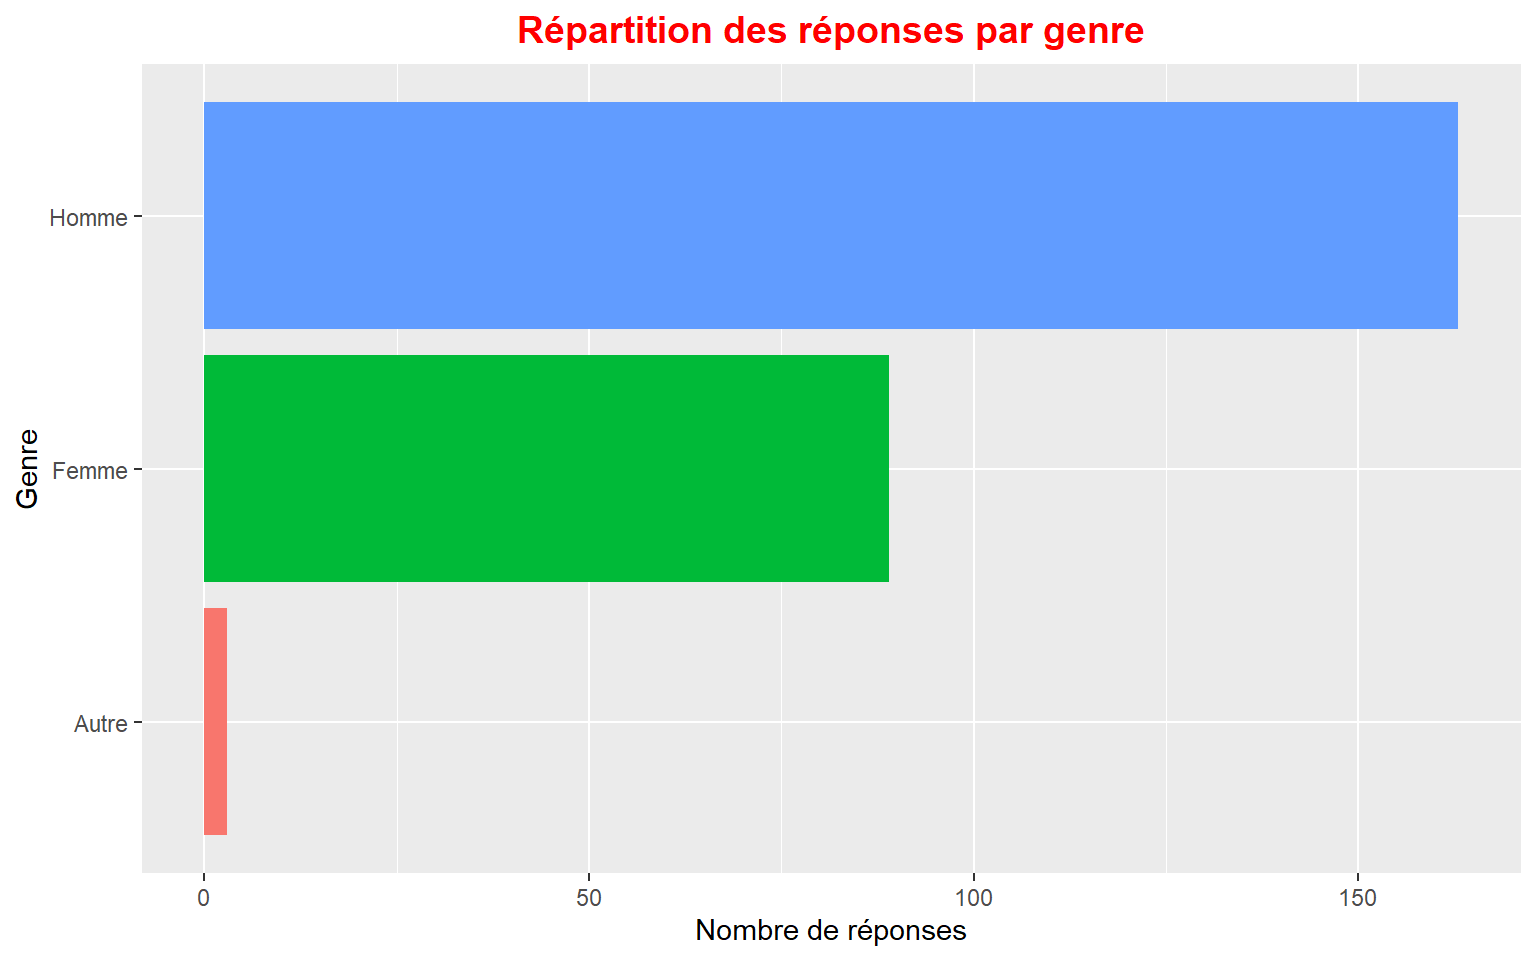 Répartition des réponses par genre
Homme
Femme
Autre
Genre
0
50
100
150
Nombre de réponses